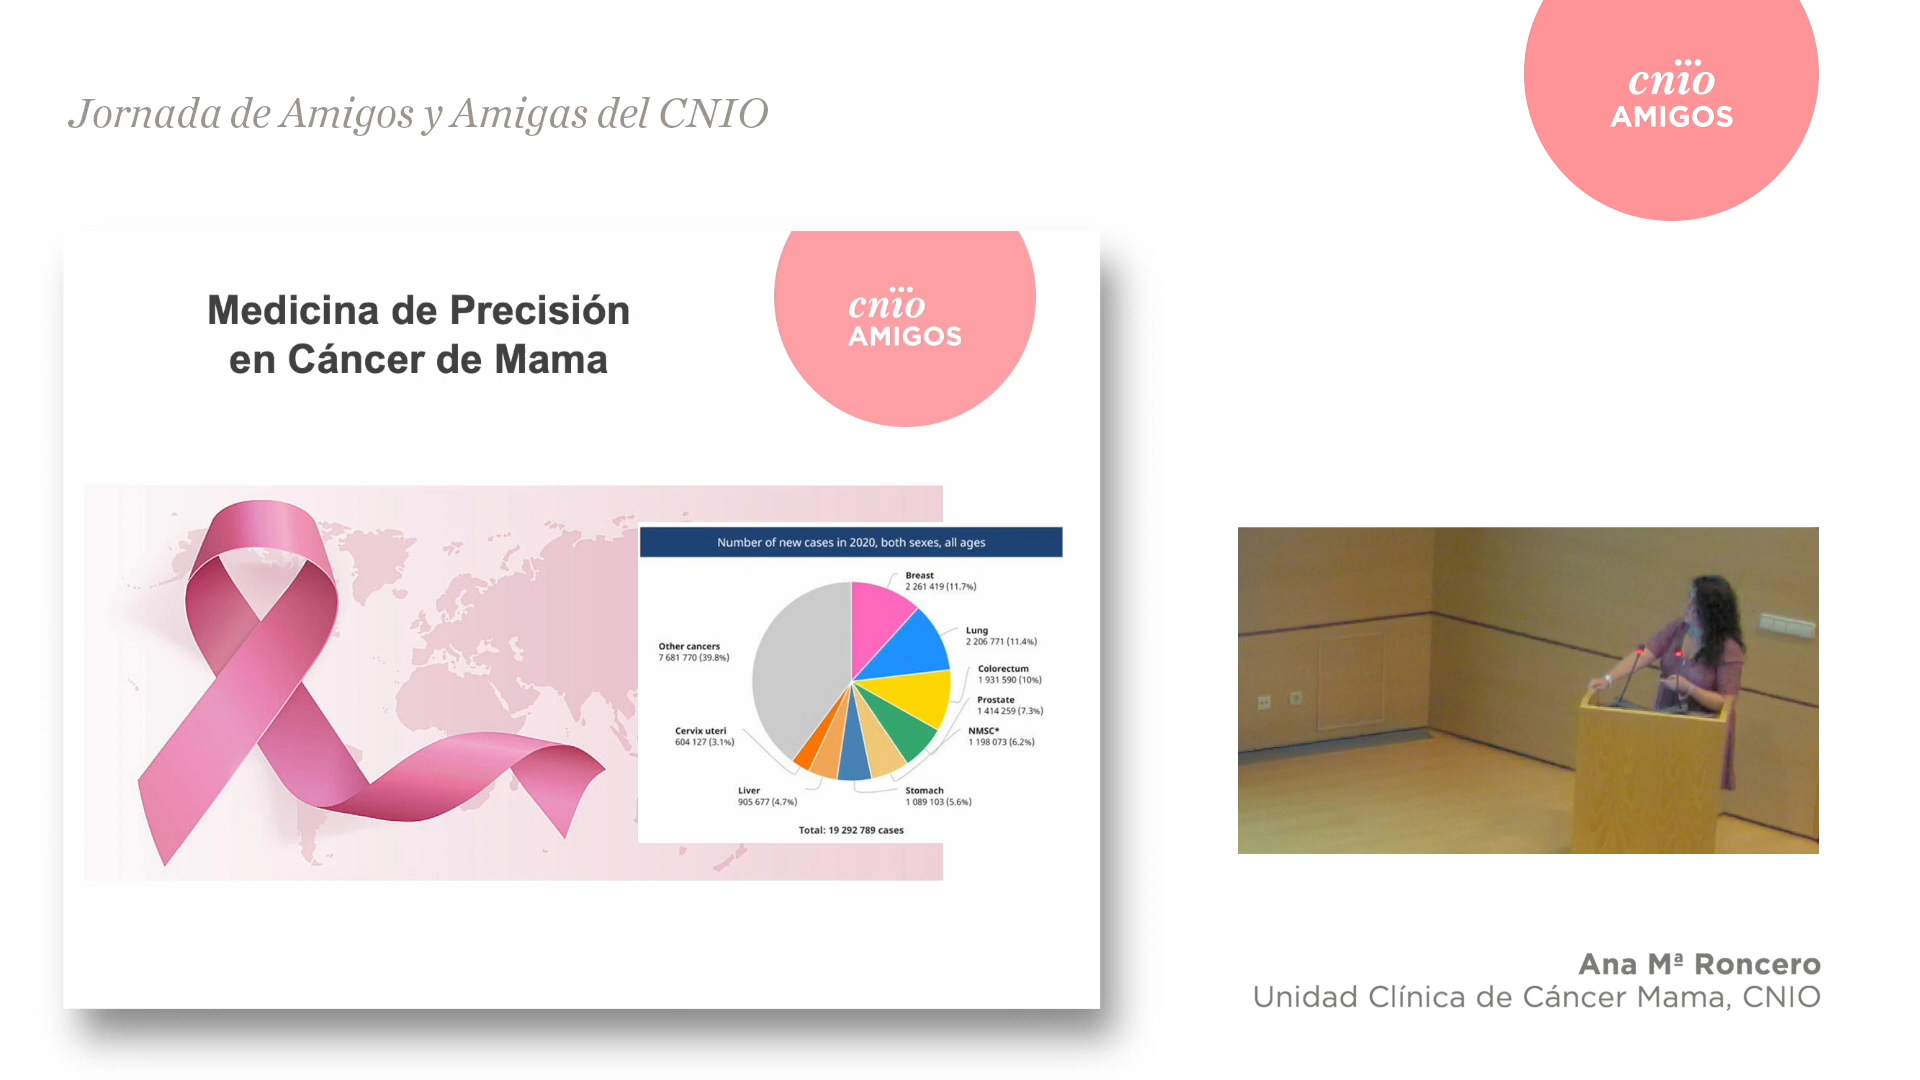 Jornada de Amigos y Amigas del CNIO
cnio
AMIGOS
Medicina de Precisión
en Cáncer de Mama
cnio
AMIGOS
Number of new cases in 2020, both sexes, all ages
Breast
2 261 419 (11.7%)
Lung
2 206 771 (11.4%)
Colorectum
1 931 590 (10%)
Prostate
1 414 259 (7.3%)
NMSC*
1 198 073 (6.2%)
Stomach
1 089 103 (5.6%)
Liver
905 677 (4.7%)
Cervix uteri
604 127 (3.1%)
Other cancers
7 681 770 (39.8%)
Total: 19 292 789 cases
Ana Mª Roncero
Unidad Clínica de Cáncer Mama, CNIO